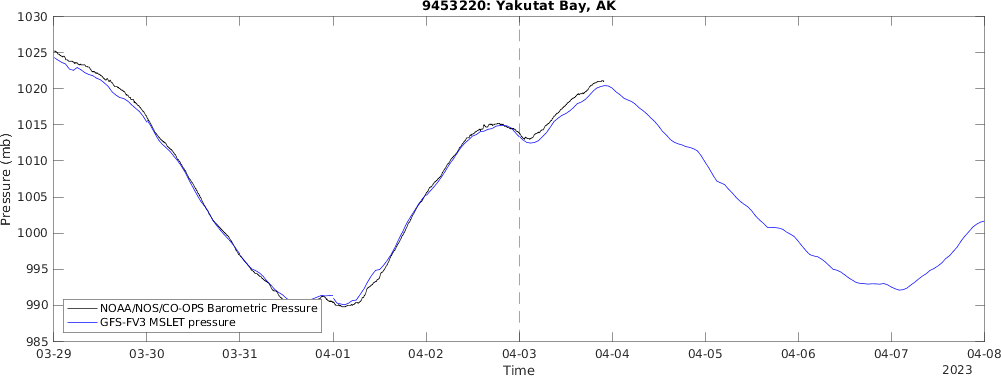 9453220: Yakutat Bay, AK
Pressure (mb)
1030
1025
1020
1015
1010
1005
1000
995
990
985
NOAA/NOS/CO-OPS Barometric Pressure
GFS-FV3 MSLET pressure
03-29 03-30 03-31 04-01 04-02 04-03 04-04 04-05 04-06 04-07 04-08
Time
2023